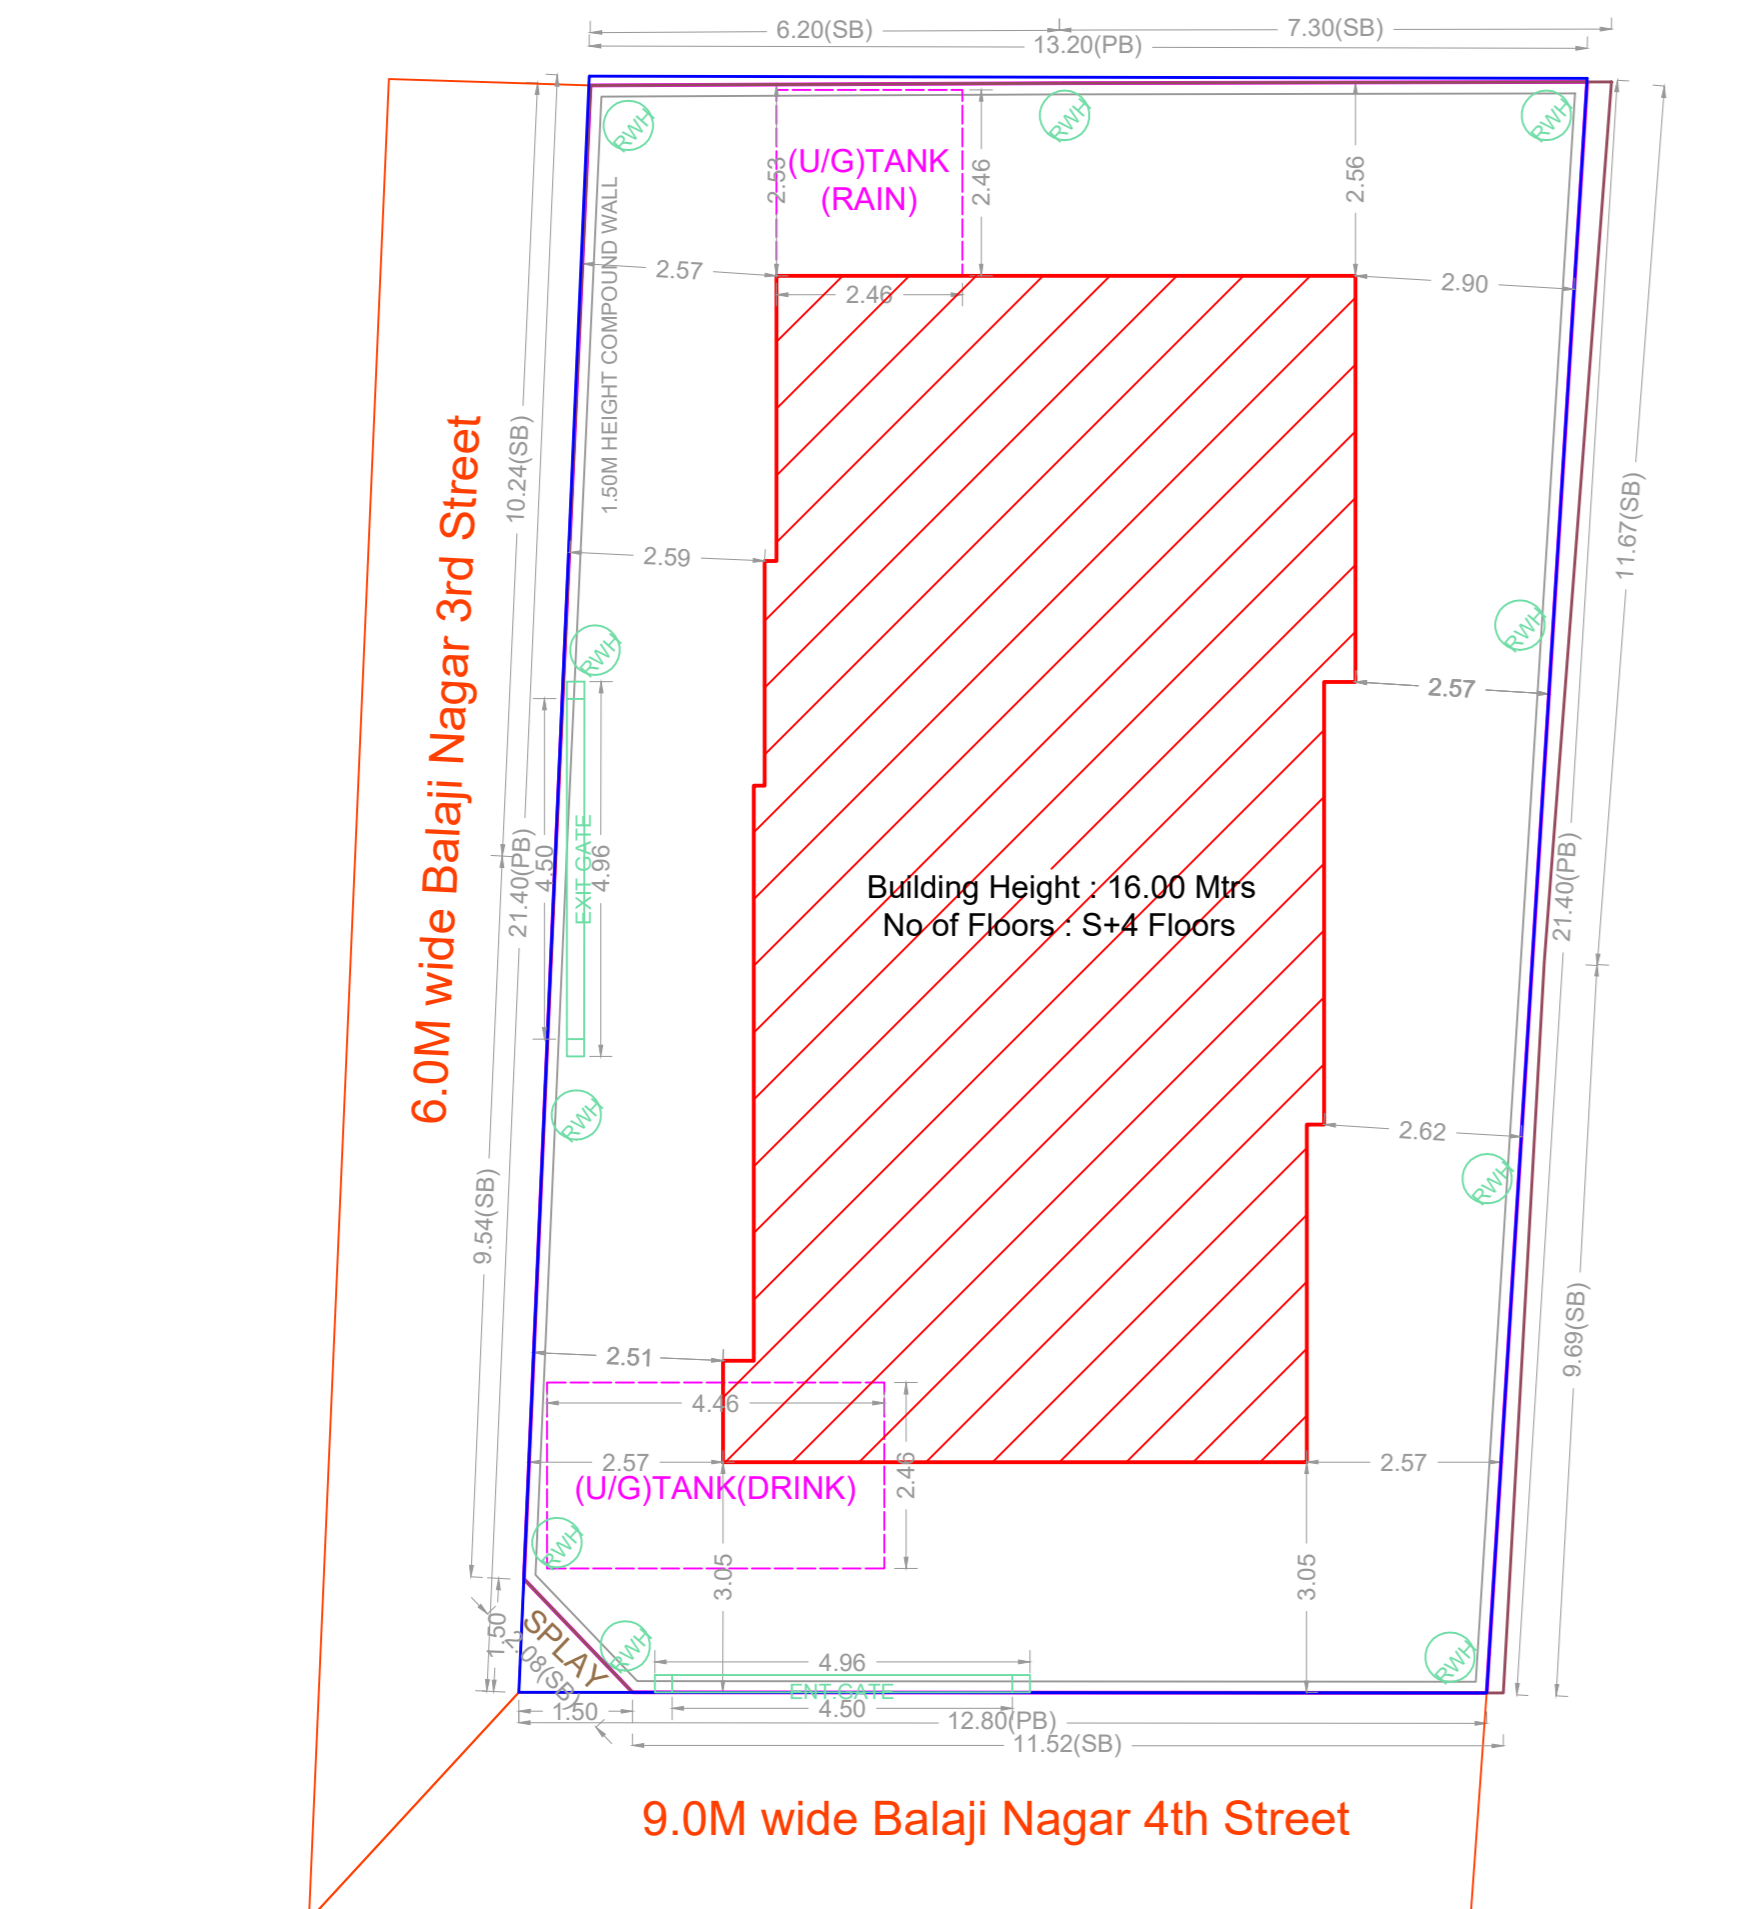 6.20(SB)
7.30(SB)
13.20(PB)
RWH
RWH
RWH
(U/G)TANK
(RAIN)
2.53
2.46
2.56
1.50M HEIGHT COMPOUND WALL
2.57
2.46
2.90
10.24(SB)
6.0M wide Balaji Nagar 3rd Street
11.67(SB)
2.59
RWH
RWH
2.57
21.40(PB)
4.50
EXIT GATE
4.96
Building Height : 16.00 Mtrs
No of Floors : S+4 Floors
21.40(PB)
RWH
2.62
RWH
9.54(SB)
9.69(SB)
2.51
4.46
2.57
2.46
2.57
(U/G)TANK(DRINK)
RWH
3.05
3.05
1.50
SPLAY
2.08(SB)
RWH
RWH
4.96
ENT.GATE
1.50
4.50
12.80(PB)
11.52(SB)
9.0M wide Balaji Nagar 4th Street